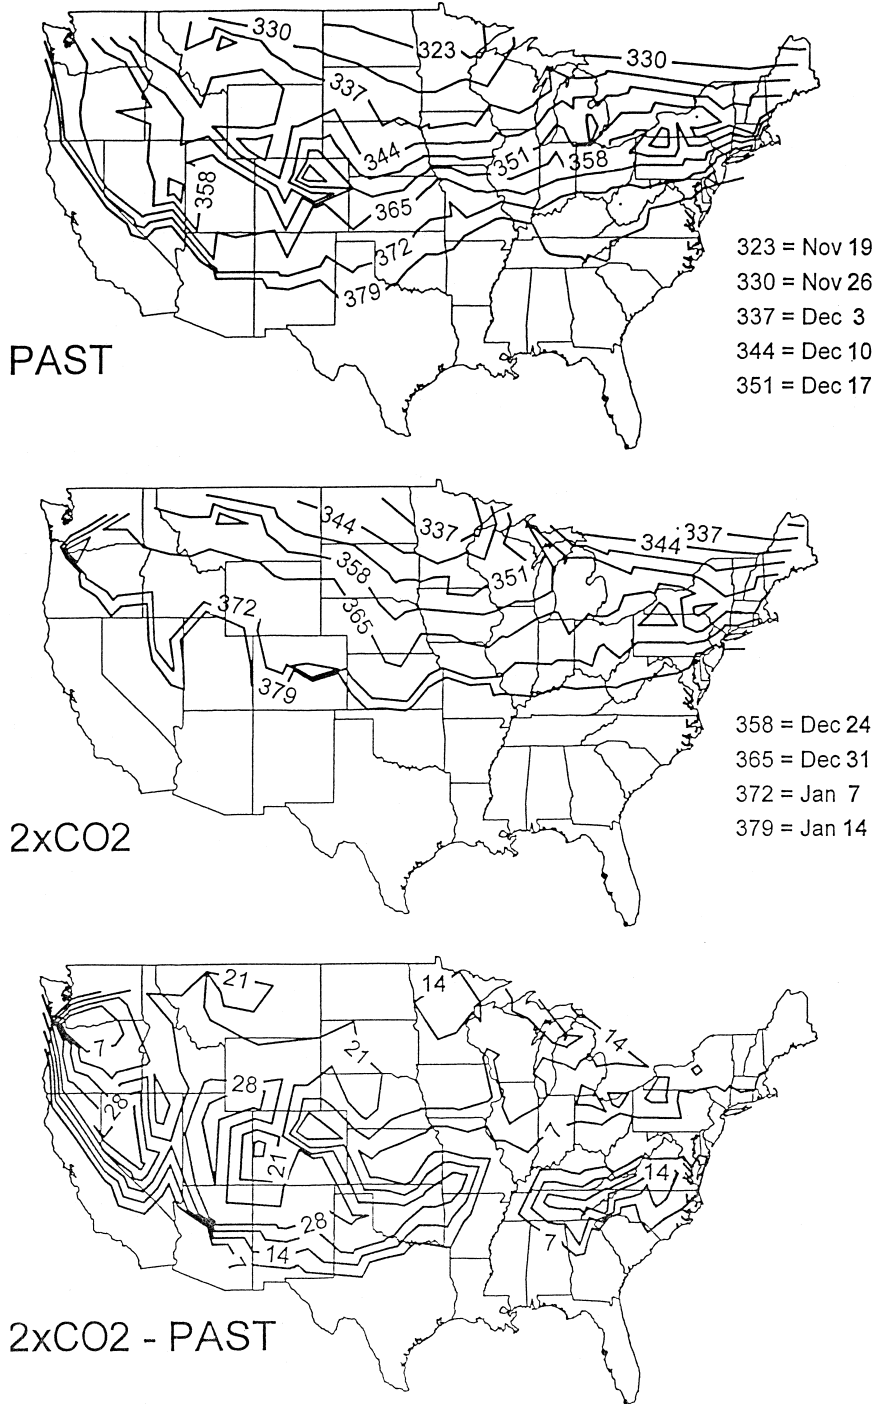 330
323
330
337
344
351
358
358
365
372
379
323 = Nov 19
330 = Nov 26
337 = Dec 3
344 = Dec 10
351 = Dec 17
PAST
344
337
337
344
351
358
365
372
379
358 = Dec 24
365 = Dec 31
372 = Jan 7
379 = Jan 14
2xCO2
21
14
14
7
21
28
28
7
21
14
28
14
7
7
2xCO2 - PAST